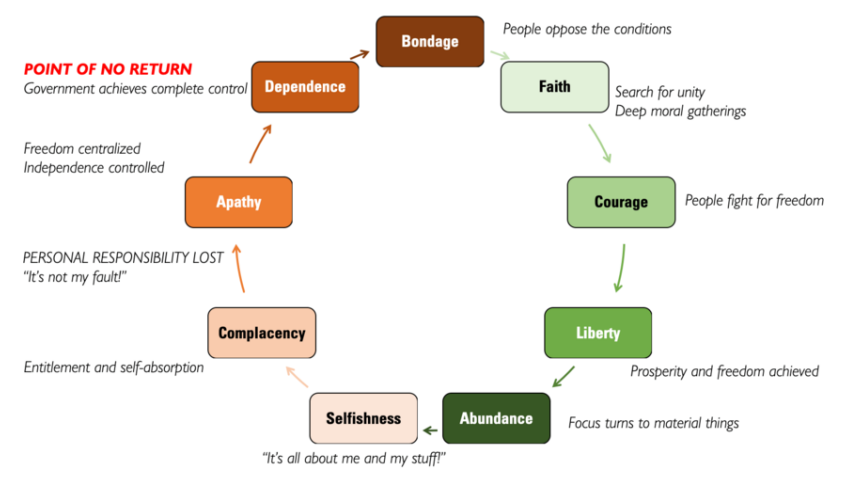 Bondage
People oppose the conditions
Faith
Search for unity
Deep moral gatherings
Courage
People fight for freedom
Liberty
Prosperity and freedom achieved
Abundance
Focus turns to material things
Selfishness
“It’s all about me and my stuff!”
Complacency
Entitlement and self-absorption
PERSONAL RESPONSIBILITY LOST
“It’s not my fault!”
Apathy
Freedom centralized
Independence controlled
Dependence
POINT OF NO RETURN
Government achieves complete control